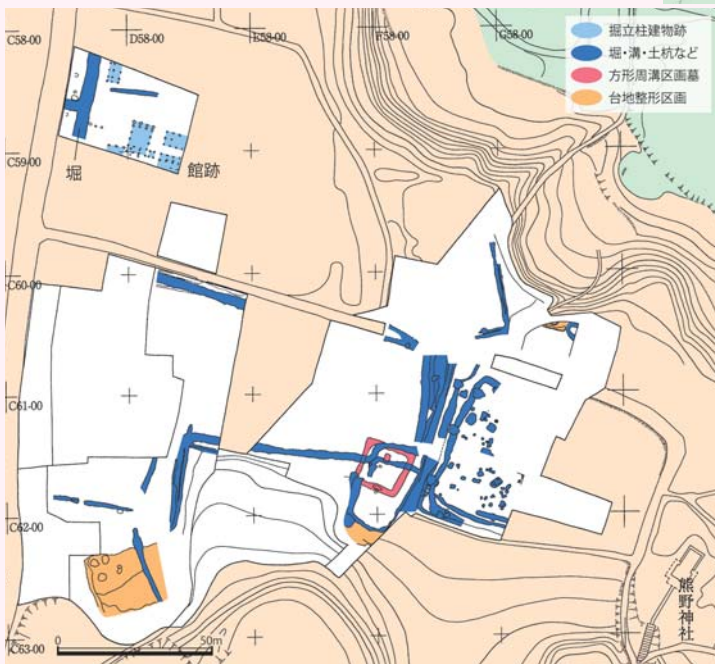 C58-00
D58-00
E58-00
F58-00
G58-00
掘立柱建物跡
堀・溝・土杭など
方形周溝区画墓
台地整形区画
C59-00
堀
館跡
C60-00
C61-00
C62-00
熊野神社
C63-00
0
50m